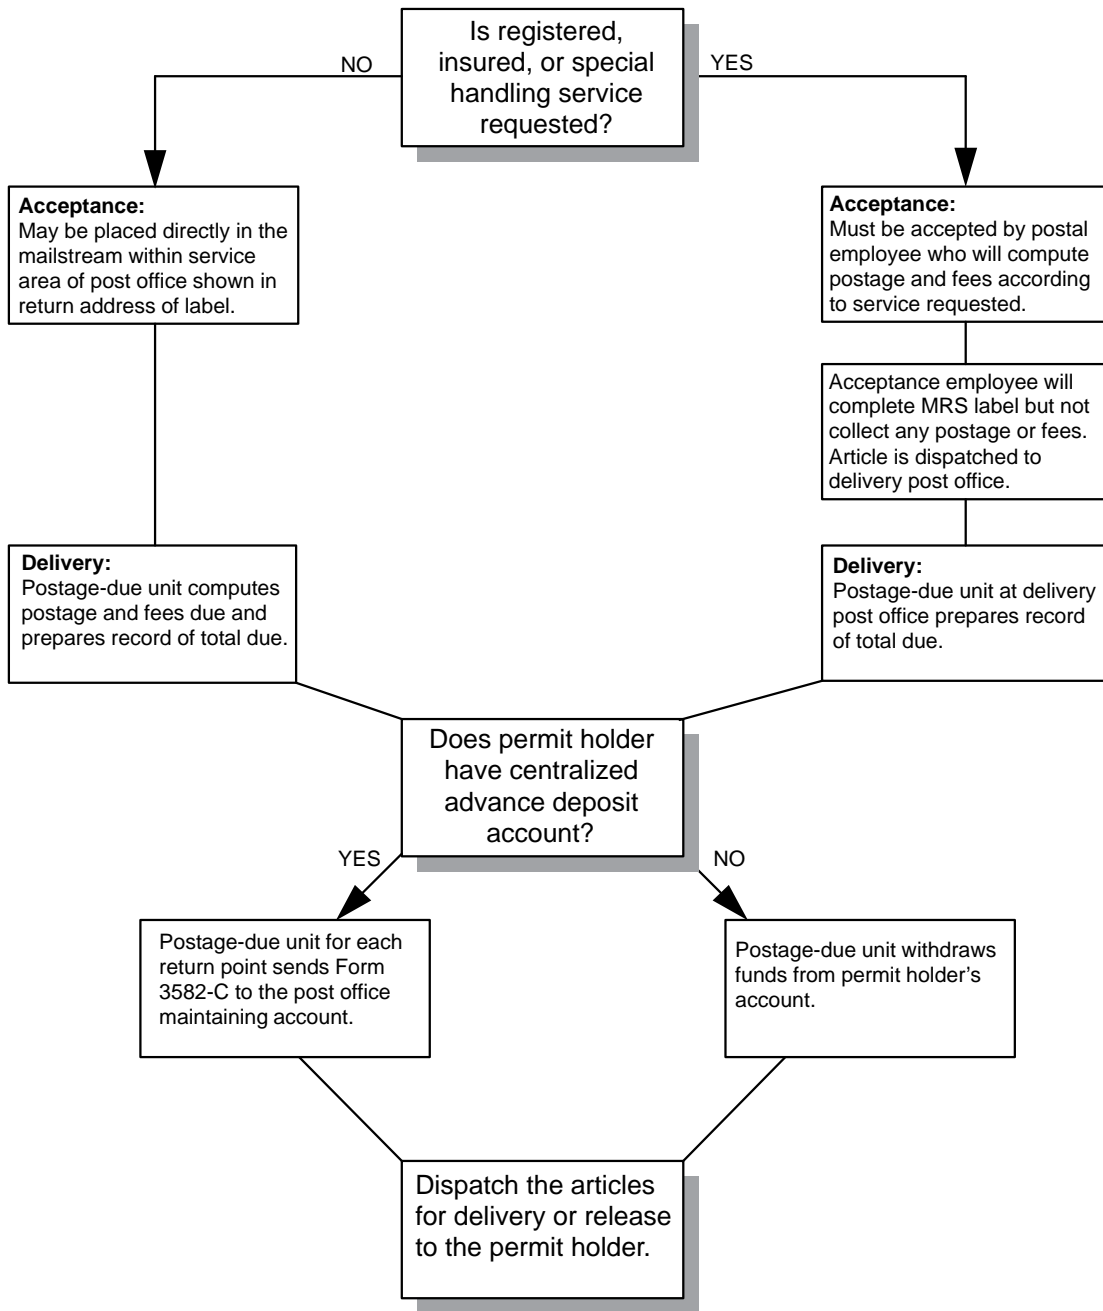 Is registered,
insured, or special
handling service
requested?
NO
YES
Acceptance:
May be placed directly in the
mailstream within service
area of post office shown in
return address of label.
Acceptance:
Must be accepted by postal
employee who will compute
postage and fees according
to service requested.
Acceptance employee will
complete MRS label but not
collect any postage or fees.
Article is dispatched to
delivery post office.
Delivery:
Postage-due unit computes
postage and fees due and
prepares record of total due.
Delivery:
Postage-due unit at delivery
post office prepares record
of total due.
Does permit holder
have centralized
advance deposit
account?
YES
NO
Postage-due unit for each
return point sends Form
3582-C to the post office
maintaining account.
Postage-due unit withdraws
funds from permit holder’s
account.
Dispatch the articles
for delivery or release
to the permit holder.